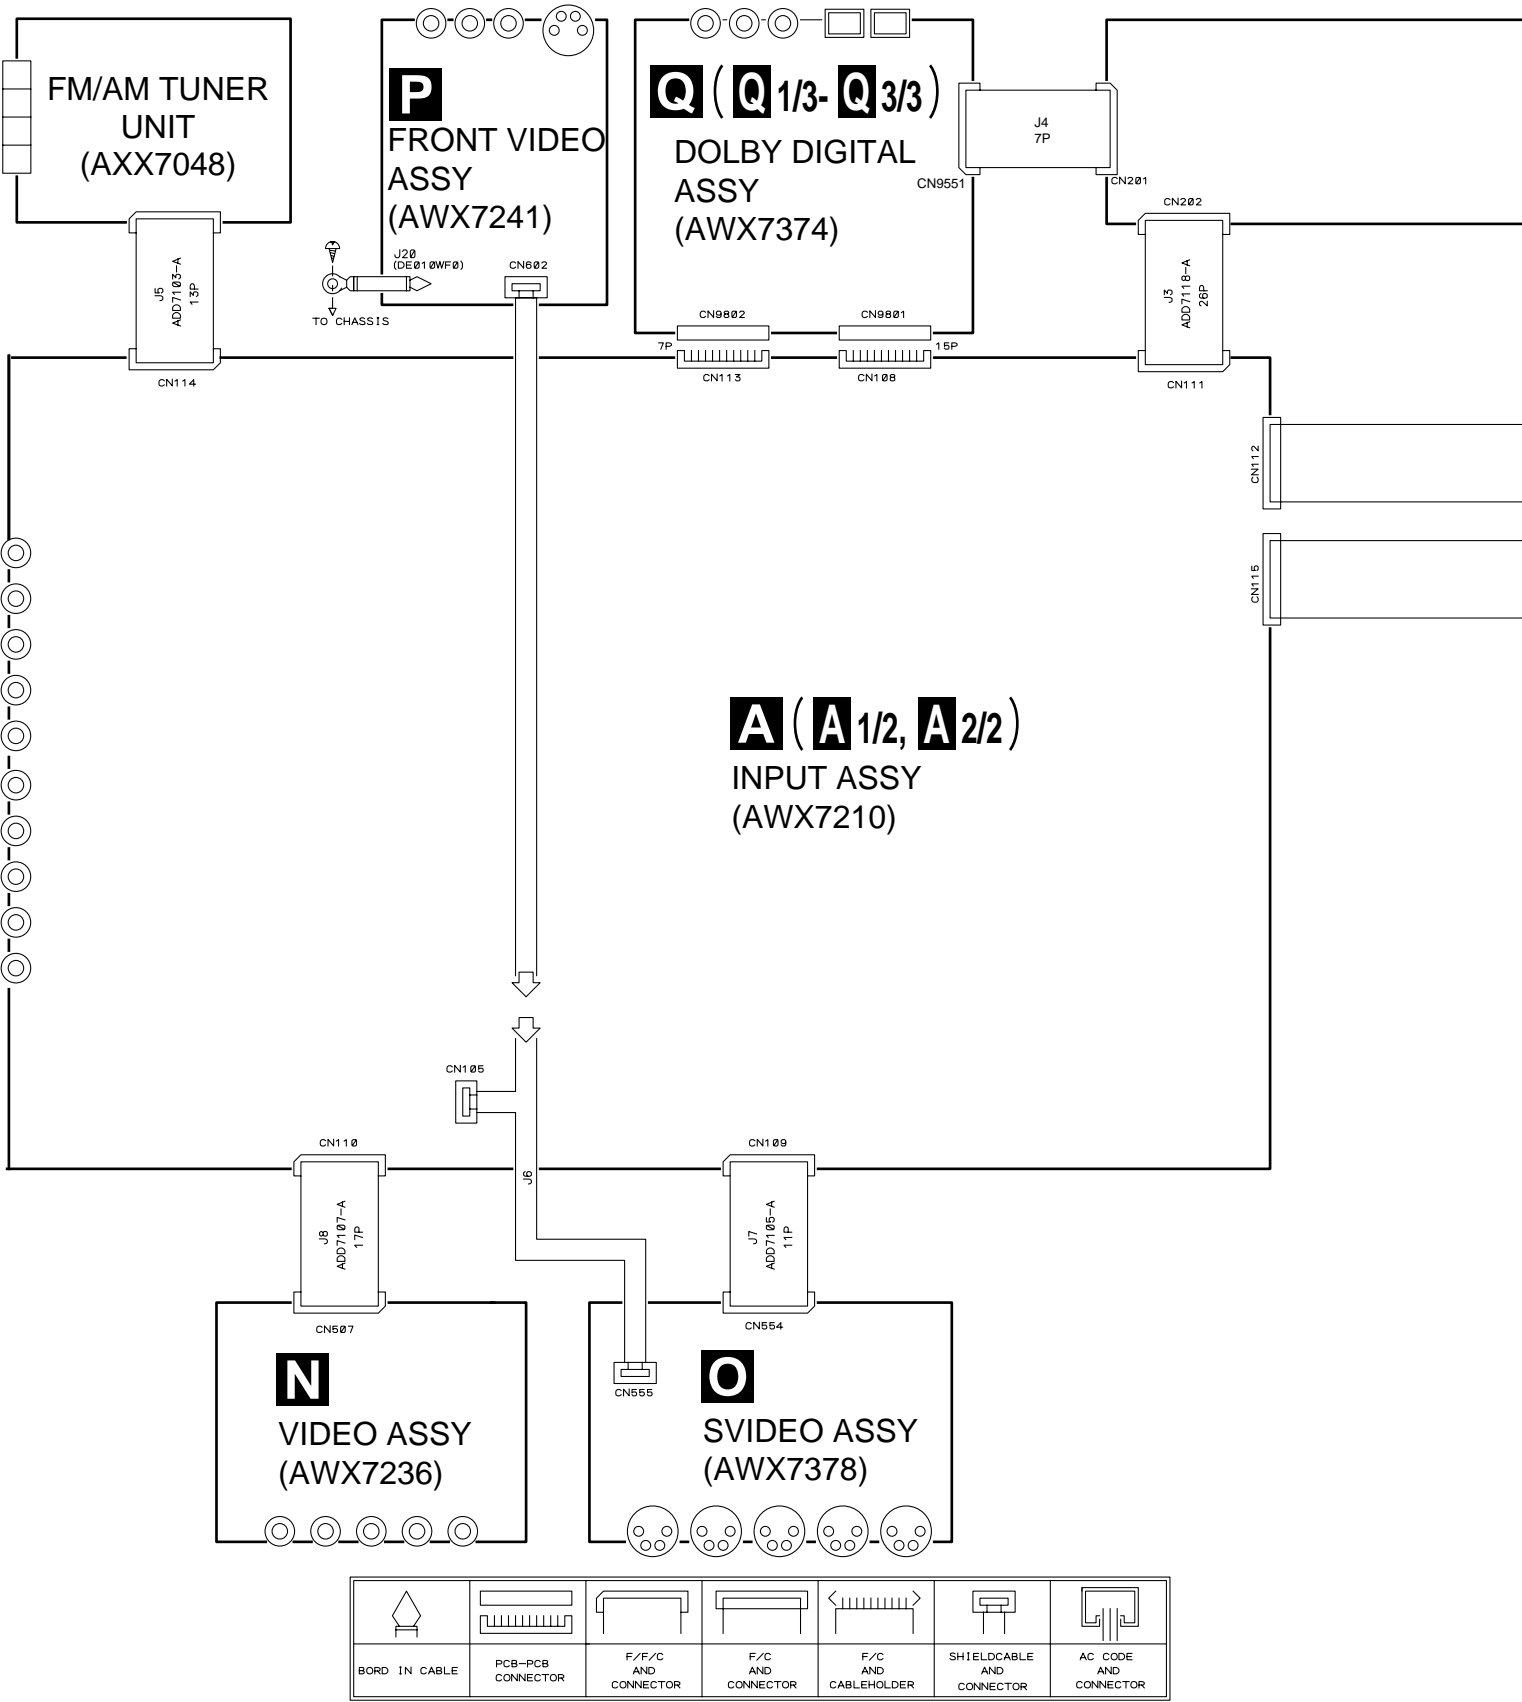 FM/AM TUNER
UNIT
(AXX7048)
P
FRONT VIDEO
ASSY
(AWX7241)
Q ( Q 1/3- Q 3/3 )
DOLBY DIGITAL
ASSY
(AWX7374)
J4
7P
CN9551
CN201
CN202
J20
(DE010WF0)
CN602
TO CHASSIS
J5
ADD7103-A
13P
J3
ADD7118-A
26P
CN9802
CN9801
7P
15P
CN114
CN113
CN108
CN111
CN112
CN115
A ( A 1/2, A 2/2 )
INPUT ASSY
(AWX7210)
CN105
CN110
CN109
J6
J8
ADD7107-A
17P
J7
ADD7105-A
11P
CN507
CN554
N
VIDEO ASSY
(AWX7236)
CN555
O
SVIDEO ASSY
(AWX7378)
BORD IN CABLE
PCB-PCB
CONNECTOR
F/F/C
AND
CONNECTOR
F/C
AND
CONNECTOR
F/C
AND
CABLEHOLDER
SHIELDCABLE
AND
CONNECTOR
AC CODE
AND
CONNECTOR